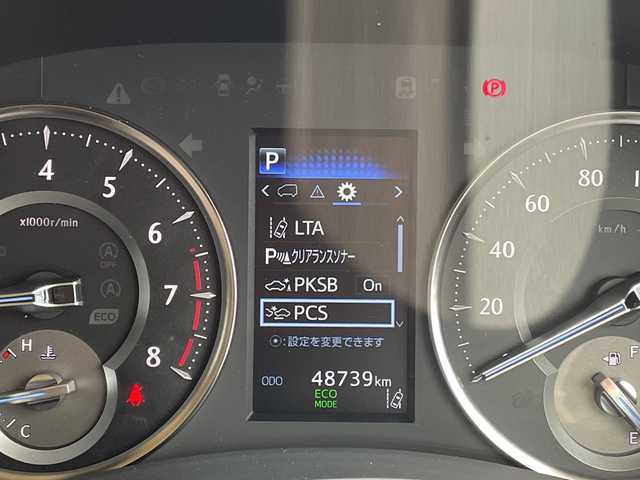 P
P
LTA
P クリアランスソナー
PKSB On
PCS
:設定を変更できます
ODO 48739 km
ECO
MODE
4
5
6
7
8
x1000r/min
OFF
ECO
H
C
20
40
60
80
km/h
F
E